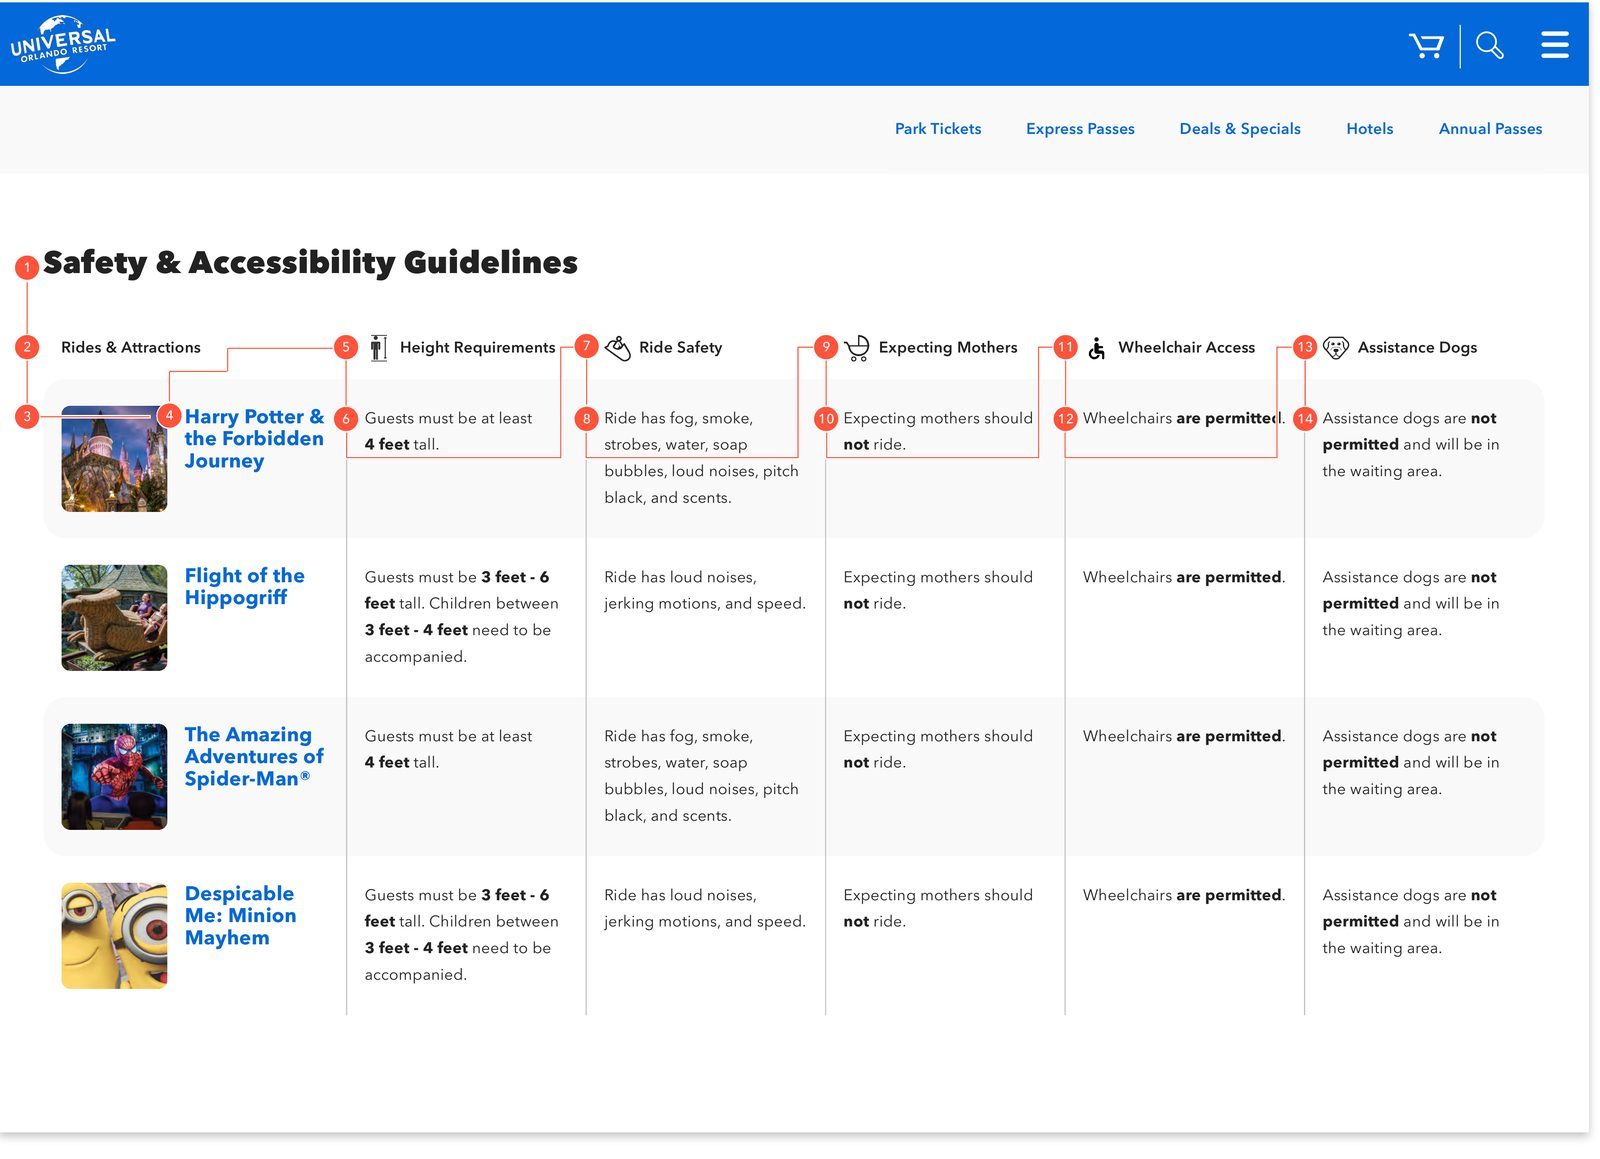 UNIVERSAL
ORLANDO RESORT
Park Tickets
Express Passes
Deals & Specials
Hotels
Annual Passes
1
Safety & Accessibility Guidelines
2
Rides & Attractions
5
Height Requirements
7
Ride Safety
9
Expecting Mothers
11
Wheelchair Access
13
Assistance Dogs
3
4
Harry Potter &
the Forbidden
Journey
6
Guests must be at least
4 feet tall.
8
Ride has fog, smoke,
strobes, water, soap
bubbles, loud noises, pitch
black, and scents.
10
Expecting mothers should
not ride.
12
Wheelchairs are permitted.
14
Assistance dogs are not
permitted and will be in
the waiting area.
Flight of the
Hippogriff
Guests must be 3 feet - 6
feet tall. Children between
3 feet - 4 feet need to be
accompanied.
Ride has loud noises,
jerking motions, and speed.
Expecting mothers should
not ride.
Wheelchairs are permitted.
Assistance dogs are not
permitted and will be in
the waiting area.
The Amazing
Adventures of
Spider-Man®
Guests must be at least
4 feet tall.
Ride has fog, smoke,
strobes, water, soap
bubbles, loud noises, pitch
black, and scents.
Expecting mothers should
not ride.
Wheelchairs are permitted.
Assistance dogs are not
permitted and will be in
the waiting area.
Despicable
Me: Minion
Mayhem
Guests must be 3 feet - 6
feet tall. Children between
3 feet - 4 feet need to be
accompanied.
Ride has loud noises,
jerking motions, and speed.
Expecting mothers should
not ride.
Wheelchairs are permitted.
Assistance dogs are not
permitted and will be in
the waiting area.